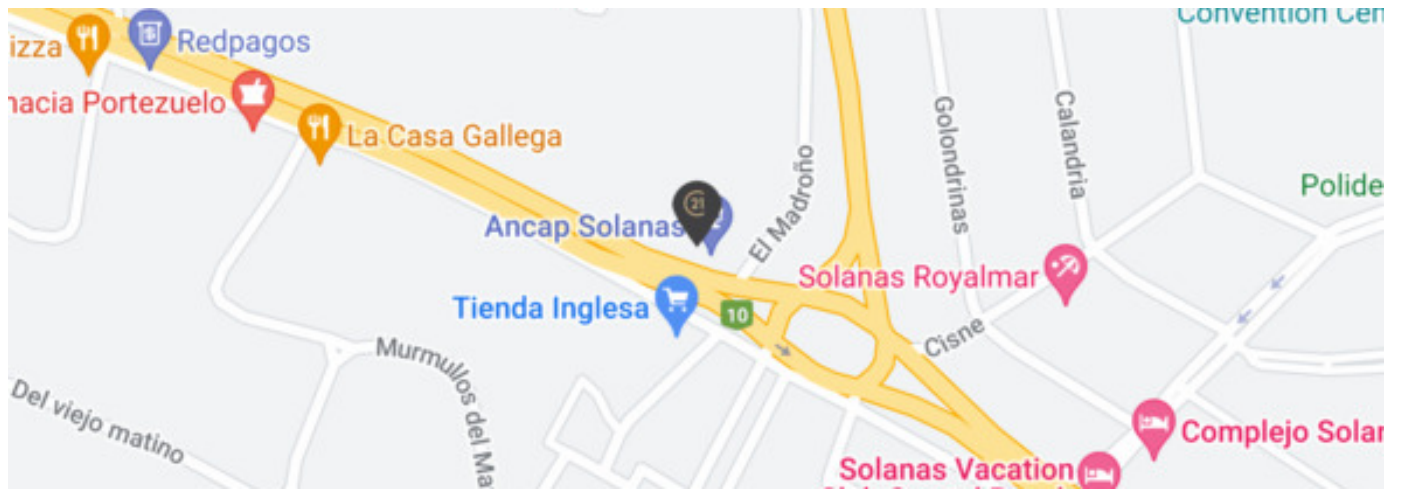 Convention Cen
izza
Redpagos
nacia Portezuelo
La Casa Gallega
Golondrinas
Calandria
El Madroño
Polide
21
Ancap Solanas
Solanas Royalmar
Tienda Inglesa
10
Cisne
Murmullos del Ma
Del viejo matino
Complejo Solar
Solanas Vacation